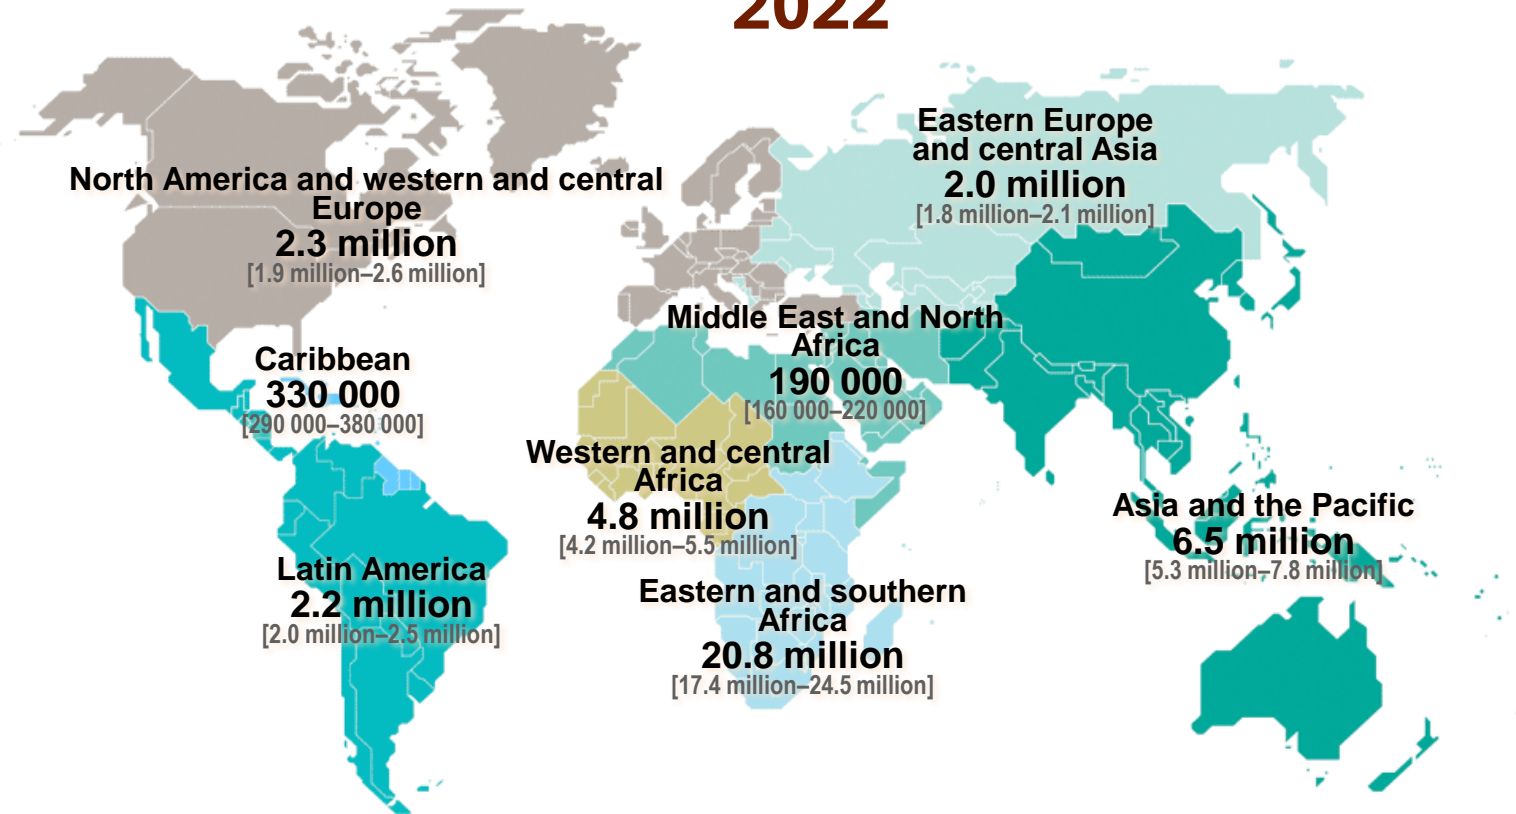 2022
Eastern Europe
and central Asia
2.0 million
[1.8 million–2.1 million]
North America and western and central
Europe
2.3 million
[1.9 million–2.6 million]
Middle East and North
Africa
190 000
[160 000–220 000]
Caribbean
330 000
[290 000–380 000]
Western and central
Africa
4.8 million
[4.2 million–5.5 million]
Asia and the Pacific
6.5 million
[5.3 million–7.8 million]
Latin America
2.2 million
[2.0 million–2.5 million]
Eastern and southern
Africa
20.8 million
[17.4 million–24.5 million]